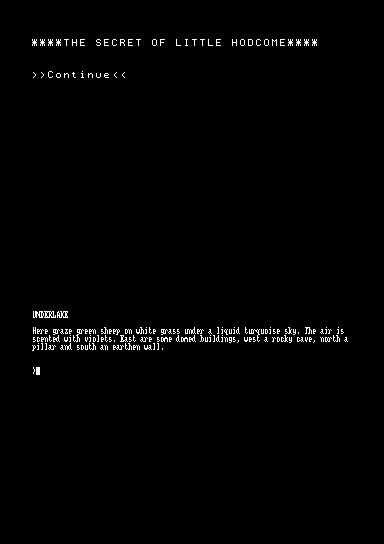 ****THE SECRET OF LITTLE HODCOME****
>>Continue<<
UNDERLAKE
Here graze green sheep on white grass under a liquid turquoise sky. The air is
scented with violets. East are some domed buildings, west a rocky cave, north a
pillar and south an earthen wall.
>